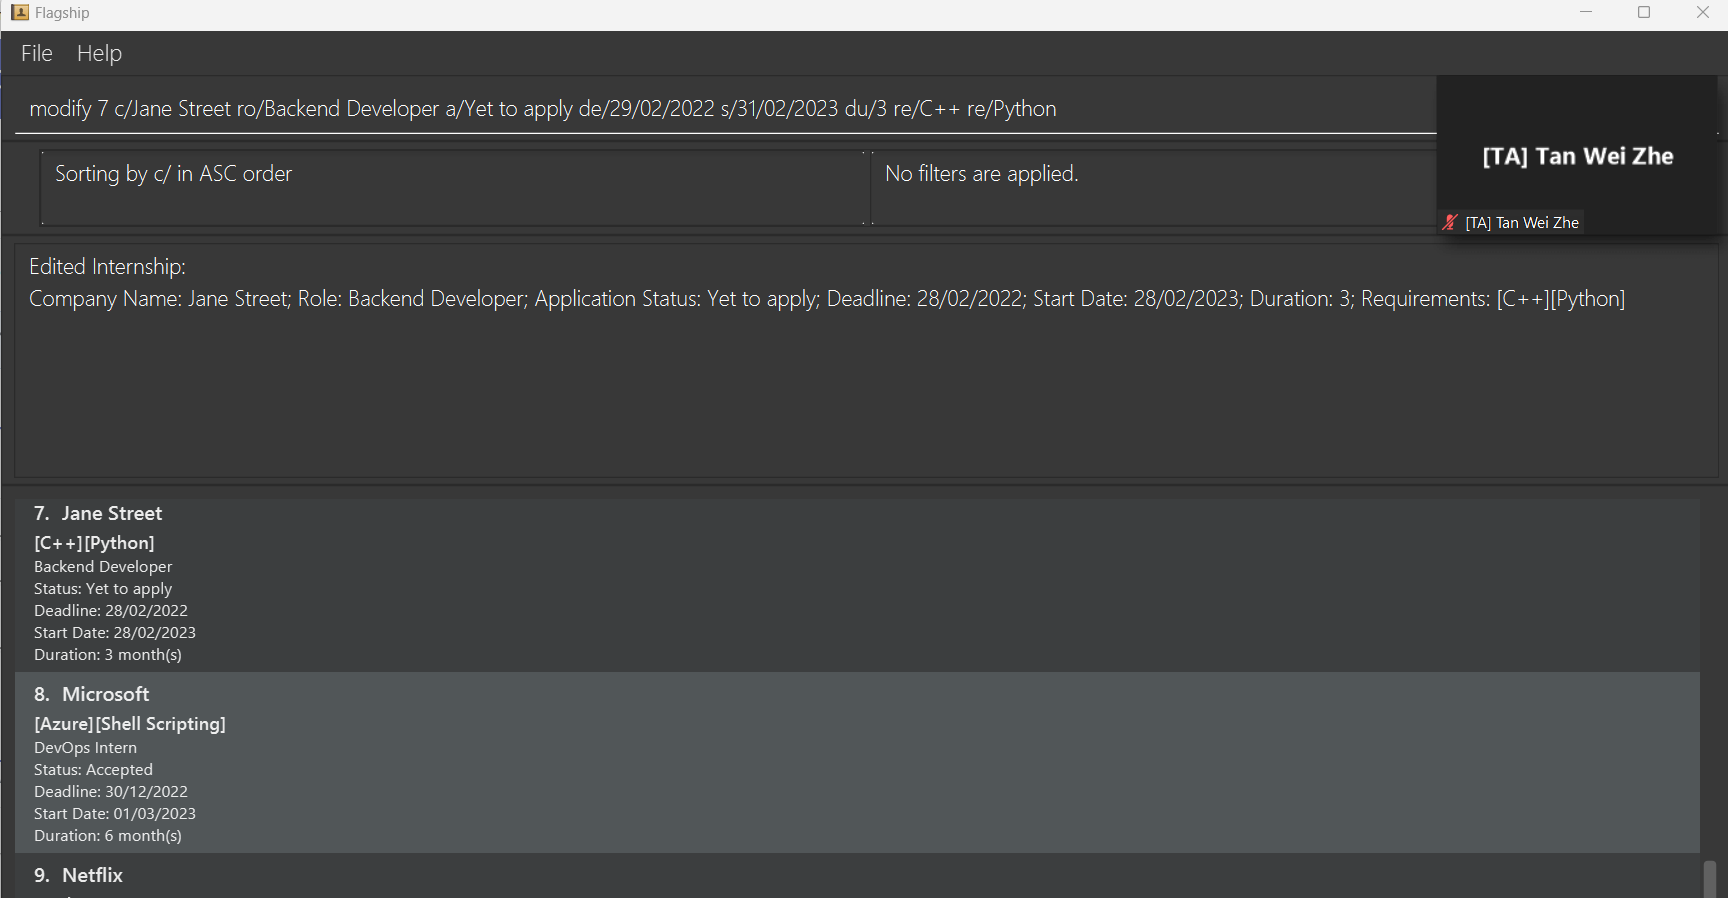 Flagship
File Help
modify 7 c/Jane Street ro/Backend Developer a/Yet to apply de/29/02/2022 s/31/02/2023 du/3 re/C++ re/Python
[TA] Tan Wei Zhe
[TA] Tan Wei Zhe
Sorting by c/ in ASC order
No filters are applied.
Edited Internship:
Company Name: Jane Street; Role: Backend Developer; Application Status: Yet to apply; Deadline: 28/02/2022; Start Date: 28/02/2023; Duration: 3; Requirements: [C++][Python]
7. Jane Street
[C++][Python]
Backend Developer
Status: Yet to apply
Deadline: 28/02/2022
Start Date: 28/02/2023
Duration: 3 month(s)
8. Microsoft
[Azure][Shell Scripting]
DevOps Intern
Status: Accepted
Deadline: 30/12/2022
Start Date: 01/03/2023
Duration: 6 month(s)
9. Netflix